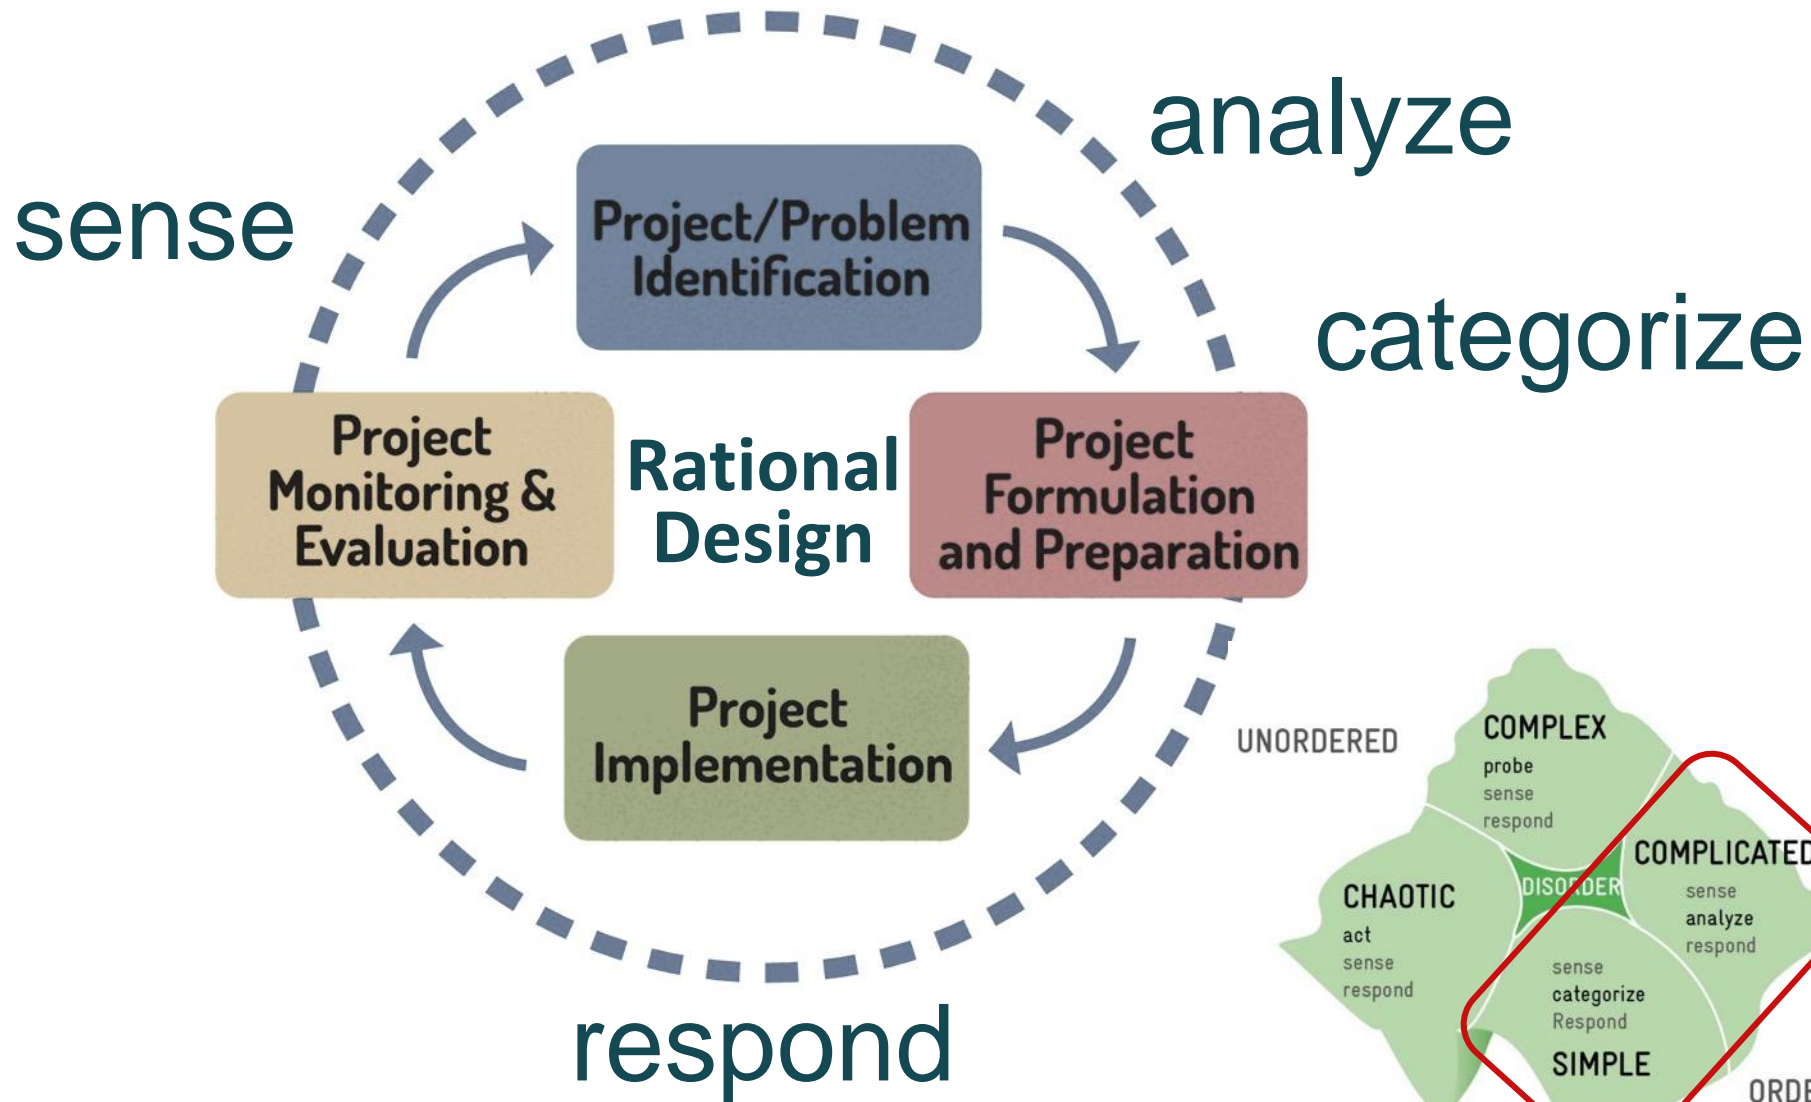 analyze
sense
categorize
Project/Problem
Identification
Project
Monitoring &
Evaluation
Rational
Design
Project
Formulation
and Preparation
Project
Implementation
respond
UNORDERED
COMPLEX
probe
sense
respond
COMPLICATED
sense
analyze
respond
DISORDER
CHAOTIC
act
sense
respond
sense
categorize
Respond
SIMPLE
ORDE